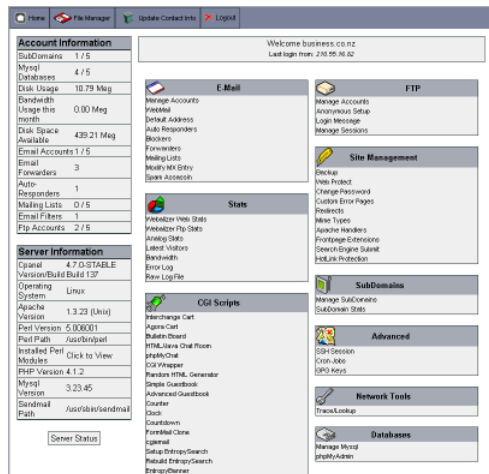 Home File Manager Update Contact Info Logout
Account Information
SubDomains 1 / 5
Mysql
Databases 4 / 5
Disk Usage 10.79 Meg
Bandwidth
Usage this 0.00 Meg
month
Disk Space
Available 439.21 Meg
Email Accounts 1 / 5
Email
Forwarders 3
Auto-
Responders 1
Mailing Lists 0 / 5
Email Filters 1
Ftp Accounts 2 / 5
Server Information
Cpanel 4.7.0-STABLE
Version/Build Build 137
Operating
System Linux
Apache
Version 1.3.23 (Unix)
Perl Version 5.006001
Perl Path /usr/bin/perl
Installed Perl
Modules Click to View
PHP Version 4.1.2
Mysql
Version 3.23.45
Sendmail
Path /usr/sbin/sendmail
Server Status
Welcome business.co.nz
Last login from: 210.55.16.82
E-Mail
Manage Accounts
WebMail
Default Address
Auto Responders
Blockers
Forwarders
Mailing Lists
Modify MX Entry
Spam Assassin
Stats
Webalizer Web Stats
Webalizer Ftp Stats
Analog Stats
Latest Visitors
Bandwidth
Error Log
Raw Log File
CGI Scripts
Interchange Cart
Agora Cart
Bulletin Board
HTML/Java Chat Room
phpMyChat
CGI Wrapper
Random HTML Generator
Simple Guestbook
Advanced Guestbook
Counter
Clock
Countdown
FormMail Clone
cgiemail
Setup EntropySearch
Rebuild EntropySearch
EntropyBanner
FTP
Manage Accounts
Anonymous Setup
Login Message
Manage Sessions
Site Management
Backup
Web Protect
Change Password
Custom Error Pages
Redirects
Mime Types
Apache Handlers
Frontpage Extensions
Search Engine Submit
HotLink Protection
SubDomains
Manage SubDomains
SubDomain Stats
Advanced
SSH Session
Cron-Jobs
GPG Keys
Network Tools
Trace/Lookup
Databases
Manage Mysql
phpMyAdmin